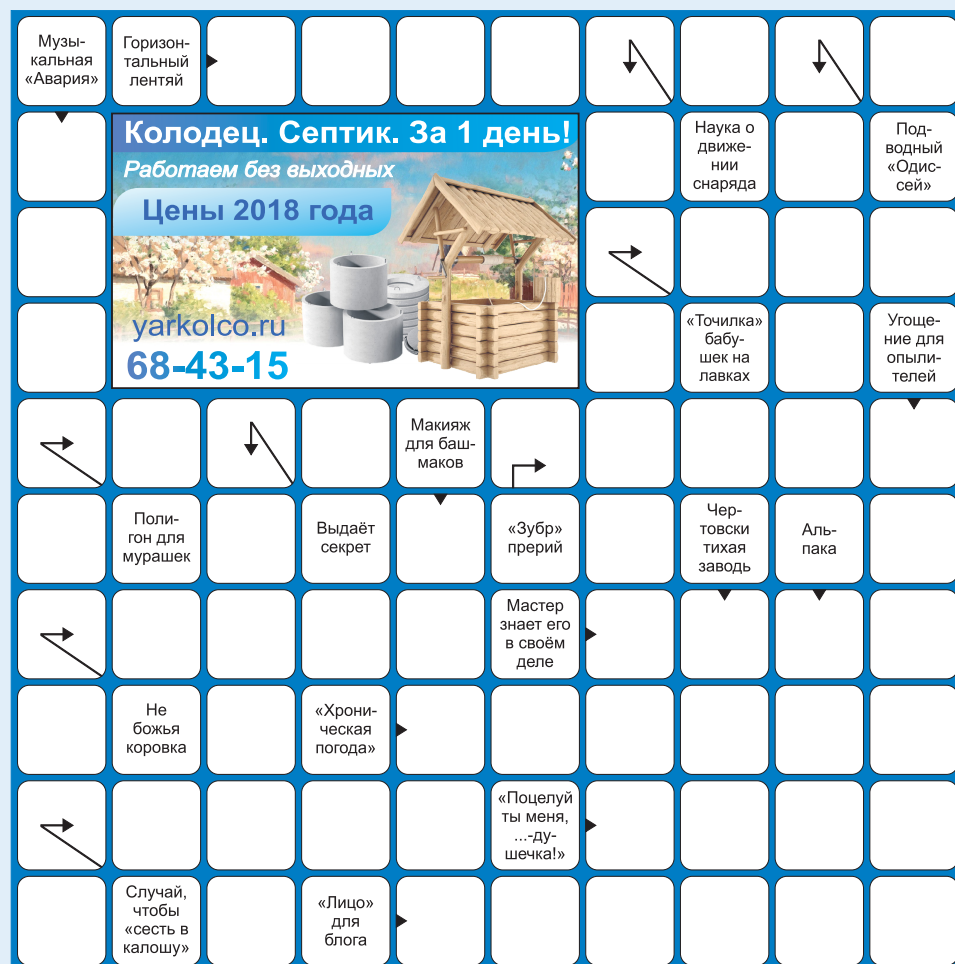 Музы-
кальная
«Авария»
Горизон-
тальный
лентяй
Колодец. Септик. За 1 день!
Работаем без выходных
Цены 2018 года
yarkolco.ru
68-43-15
Наука о
движе-
нии
снаряда
Под-
водный
«Одис-
сей»
«Точилка»
бабу-
шек на
лавках
Угоще-
ние для
опыли-
телей
Макияж
для баш-
маков
Поли-
гон для
мурашек
Выдаёт
секрет
«Зубр»
прерий
Чер-
товски
тихая
заводь
Аль-
пака
Мастер
знает его
в своём
деле
Не
божья
коровка
«Хрони-
ческая
погода»
«Поцелуй
ты меня,
...-ду-
шечка!»
Случай,
чтобы
«сесть в
калошу»
«Лицо»
для
блога